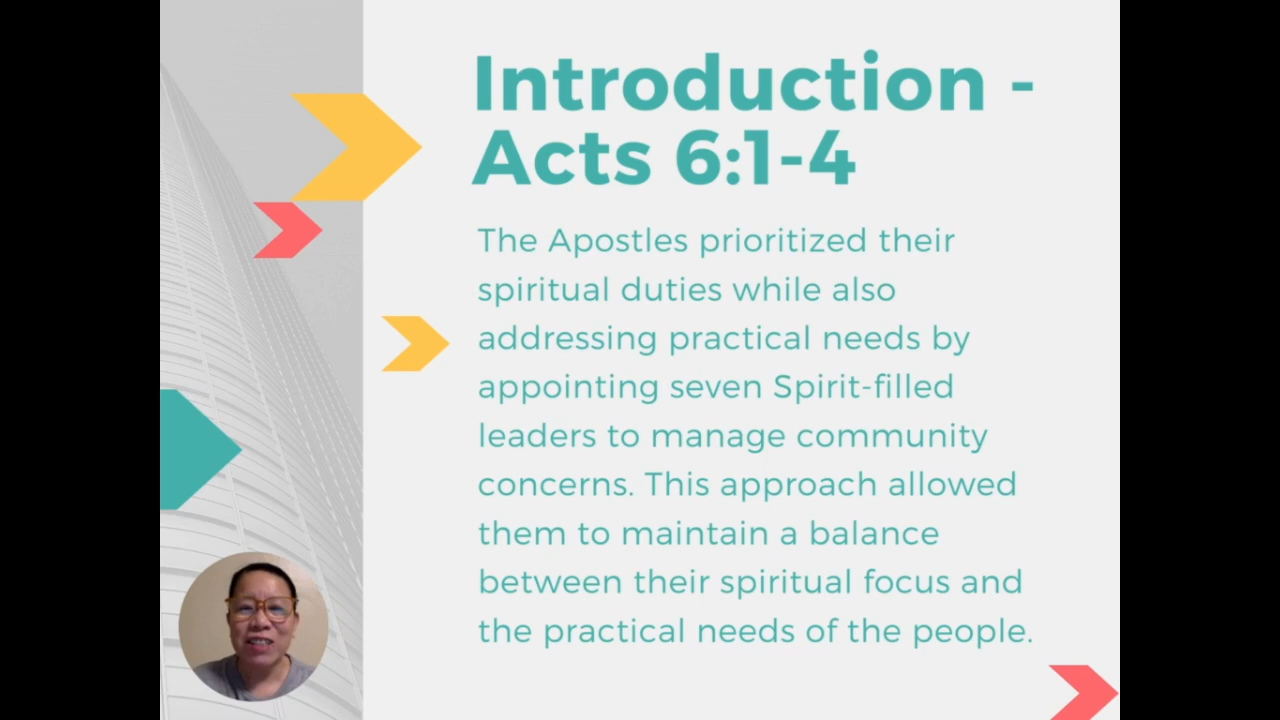 Introduction -
Acts 6:1-4
The Apostles prioritized their
spiritual duties while also
addressing practical needs by
appointing seven Spirit-filled
leaders to manage community
concerns. This approach allowed
them to maintain a balance
between their spiritual focus and
the practical needs of the people.